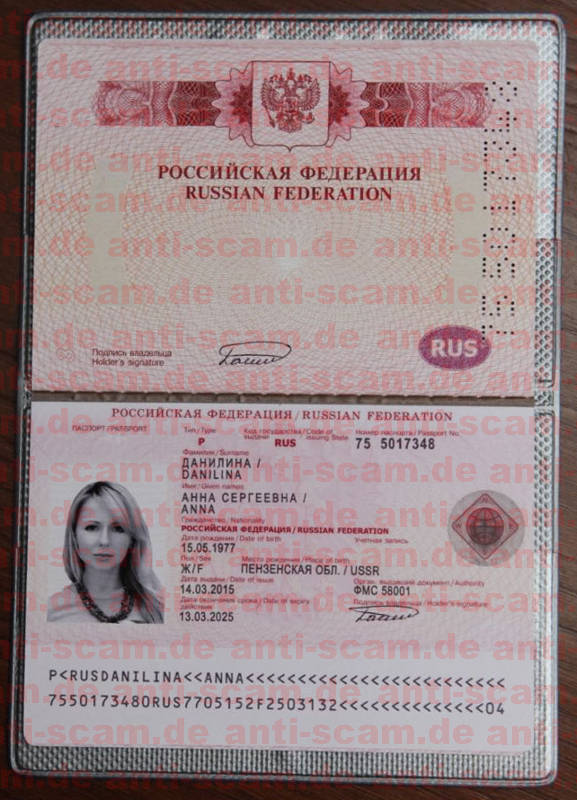 anti-scam.de anti-scam.de
РОССИЙСКАЯ ФЕДЕРАЦИЯ
RUSSIAN FEDERATION
75 5017348
Подпись владельца
Holder's signature
RUS
РОССИЙСКАЯ ФЕДЕРАЦИЯ / RUSSIAN FEDERATION
ПАСПОРТ / PASSPORT
Тип / Type
Код государства / Code of
выдачи
issuing State
Номер паспорта / Passport No.
P
RUS
75 5017348
Фамилия / Surname
ДАНИЛИНА /
DANILINA
Имя / Given names
АННА СЕРГЕЕВНА /
ANNA
Гражданство, Nationality
РОССИЙСКАЯ ФЕДЕРАЦИЯ / RUSSIAN FEDERATION
Дата рождения / Date of birth
Учетная запись
15.05.1977
Пол / Sex
Место рождения / Place of birth
Ж / F
ПЕНЗЕНСКАЯ ОБЛ. / USSR
Дата выдачи / Date of issue
Орган, выдавший документ / Authority
14.03.2015
ФМС 58001
Дата окончания срока / Date of expiry
действия
Подпись владельца / Holder's signature
13.03.2025
P<RUSDANILINA<<ANNA<<<<<<<<<<<<<<<<<<<<<<<<<
7550173480RUS7705152F2503132<<<<<<<<<<<<<<04